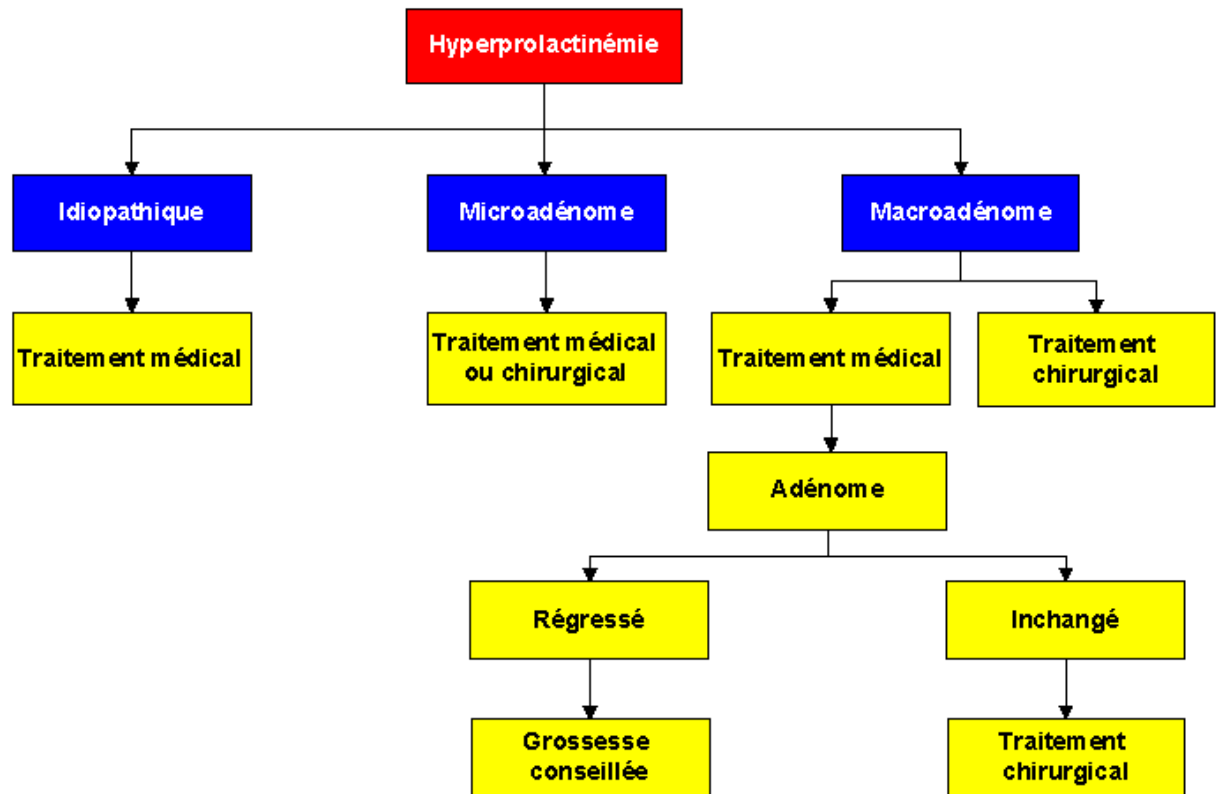 Hyperprolactinémie
Idiopathique
Microadénome
Macroadénome
Traitement médical
Traitement médical
ou chirurgical
Traitement médical
Traitement
chirurgical
Adénome
Régressé
Inchangé
Grossesse
conseillée
Traitement
chirurgical